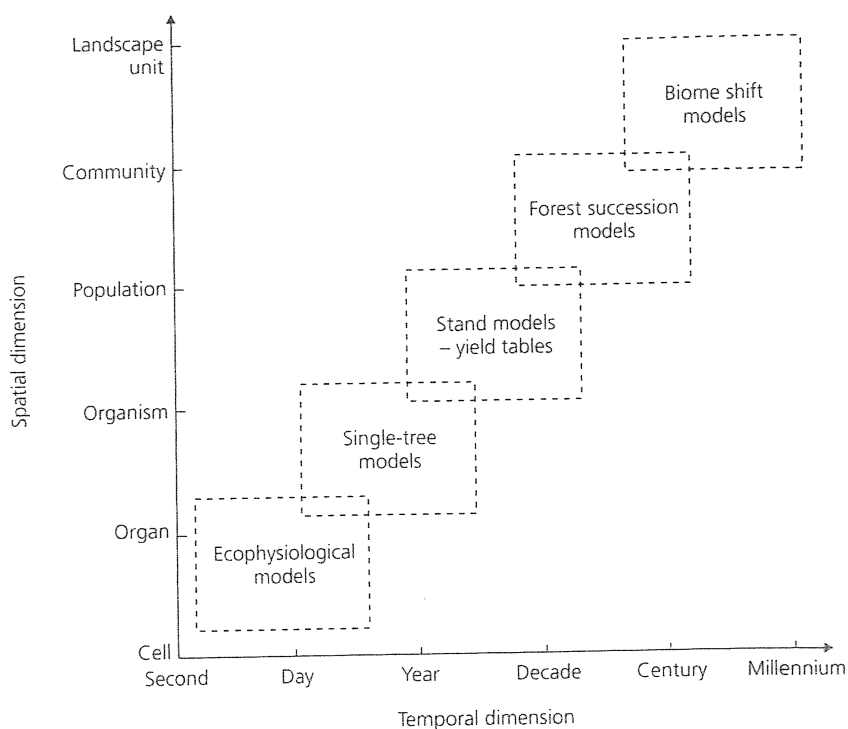 Landscape
unit
Biome shift
models
Community
Forest succession
models
Population
Stand models
– yield tables
Organism
Single-tree
models
Organ
Ecophysiological
models
Cell
Second
Day
Year
Decade
Century
Millennium
Spatial dimension
Temporal dimension